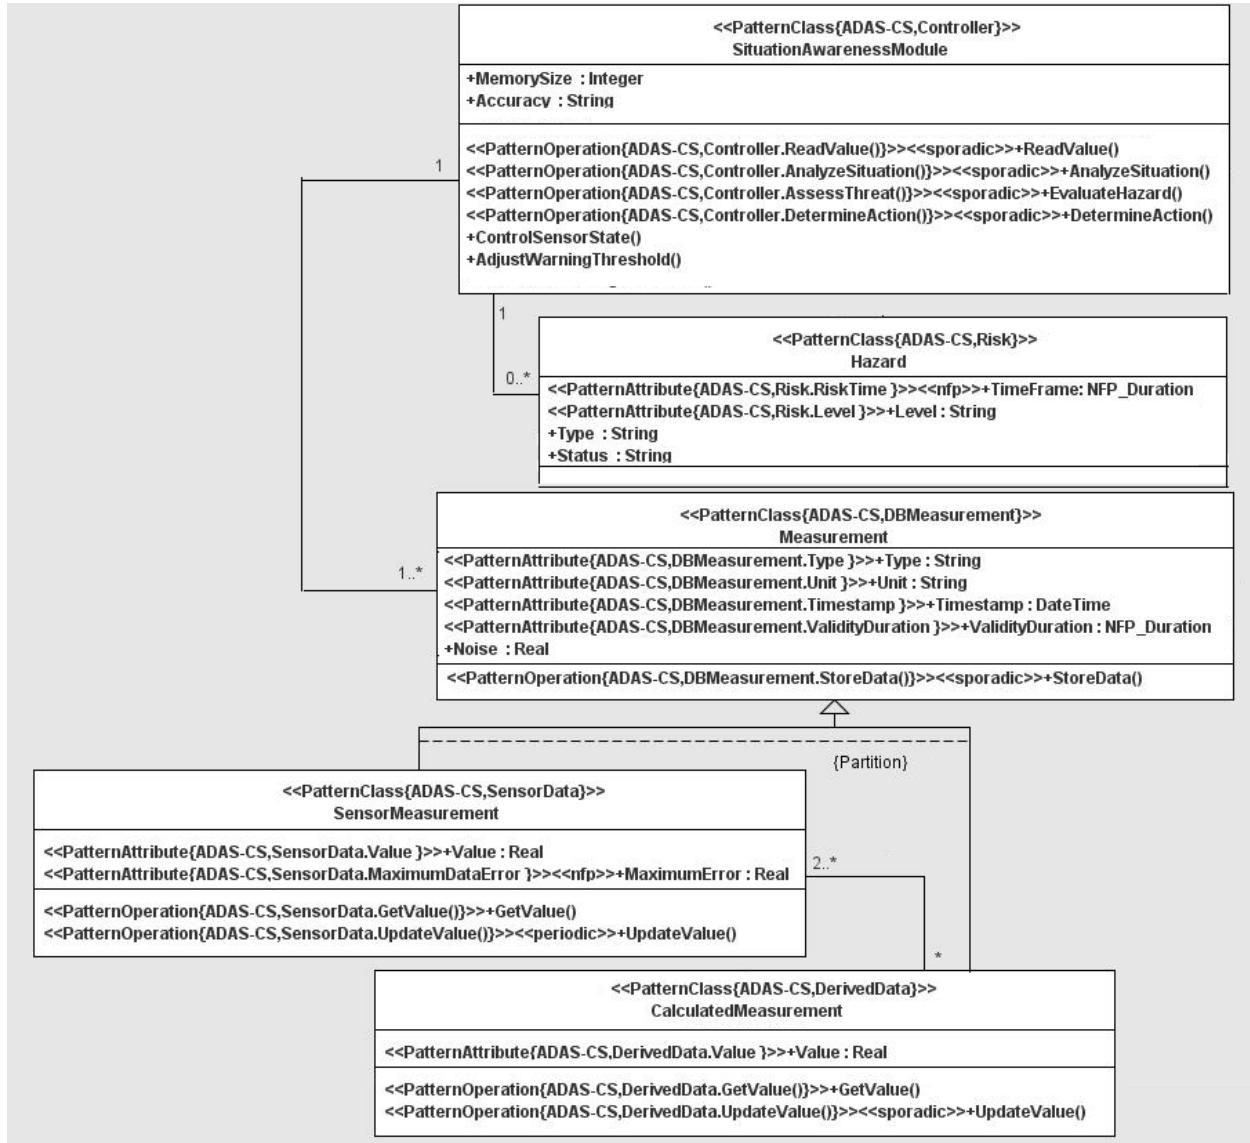 <<PatternClass{ADAS-CS,Controller}>>
SituationAwarenessModule
+MemorySize : Integer
+Accuracy : String
<<PatternOperation{ADAS-CS,Controller.ReadValue()}>><<sporadic>>+ReadValue()
<<PatternOperation{ADAS-CS,Controller.AnalyzeSituation()}>><<sporadic>>+AnalyzeSituation()
<<PatternOperation{ADAS-CS,Controller.AssessThreat()}>><<sporadic>>+EvaluateHazard()
<<PatternOperation{ADAS-CS,Controller.DetermineAction()}>><<sporadic>>+DetermineAction()
+ControlSensorState()
+AdjustWarningThreshold()
1
1
0..*
<<PatternClass{ADAS-CS,Risk}>>
Hazard
<<PatternAttribute{ADAS-CS,Risk.RiskTime }>><<nfp>>+TimeFrame: NFP_Duration
<<PatternAttribute{ADAS-CS,Risk.Level }>>+Level : String
+Type : String
+Status : String
<<PatternClass{ADAS-CS,DBMeasurement}>>
Measurement
<<PatternAttribute{ADAS-CS,DBMeasurement.Type }>>+Type : String
<<PatternAttribute{ADAS-CS,DBMeasurement.Unit }>>+Unit : String
<<PatternAttribute{ADAS-CS,DBMeasurement.Timestamp }>>+Timestamp : DateTime
<<PatternAttribute{ADAS-CS,DBMeasurement.ValidityDuration }>>+ValidityDuration : NFP_Duration
+Noise : Real
<<PatternOperation{ADAS-CS,DBMeasurement.StoreData()}>><<sporadic>>+StoreData()
1..*
{Partition}
<<PatternClass{ADAS-CS,SensorData}>>
SensorMeasurement
<<PatternAttribute{ADAS-CS,SensorData.Value }>>+Value : Real
<<PatternAttribute{ADAS-CS,SensorData.MaximumDataError }>><<nfp>>+MaximumError : Real
<<PatternOperation{ADAS-CS,SensorData.GetValue()}>>+GetValue()
<<PatternOperation{ADAS-CS,SensorData.UpdateValue()}>><<periodic>>+UpdateValue()
2..*
*
<<PatternClass{ADAS-CS,DerivedData}>>
CalculatedMeasurement
<<PatternAttribute{ADAS-CS,DerivedData.Value }>>+Value : Real
<<PatternOperation{ADAS-CS,DerivedData.GetValue()}>>+GetValue()
<<PatternOperation{ADAS-CS,DerivedData.UpdateValue()}>><<sporadic>>+UpdateValue()